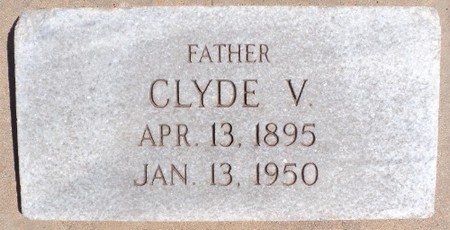 FATHER
CLYDE V.
APR. 13, 1895
JAN. 13, 1950